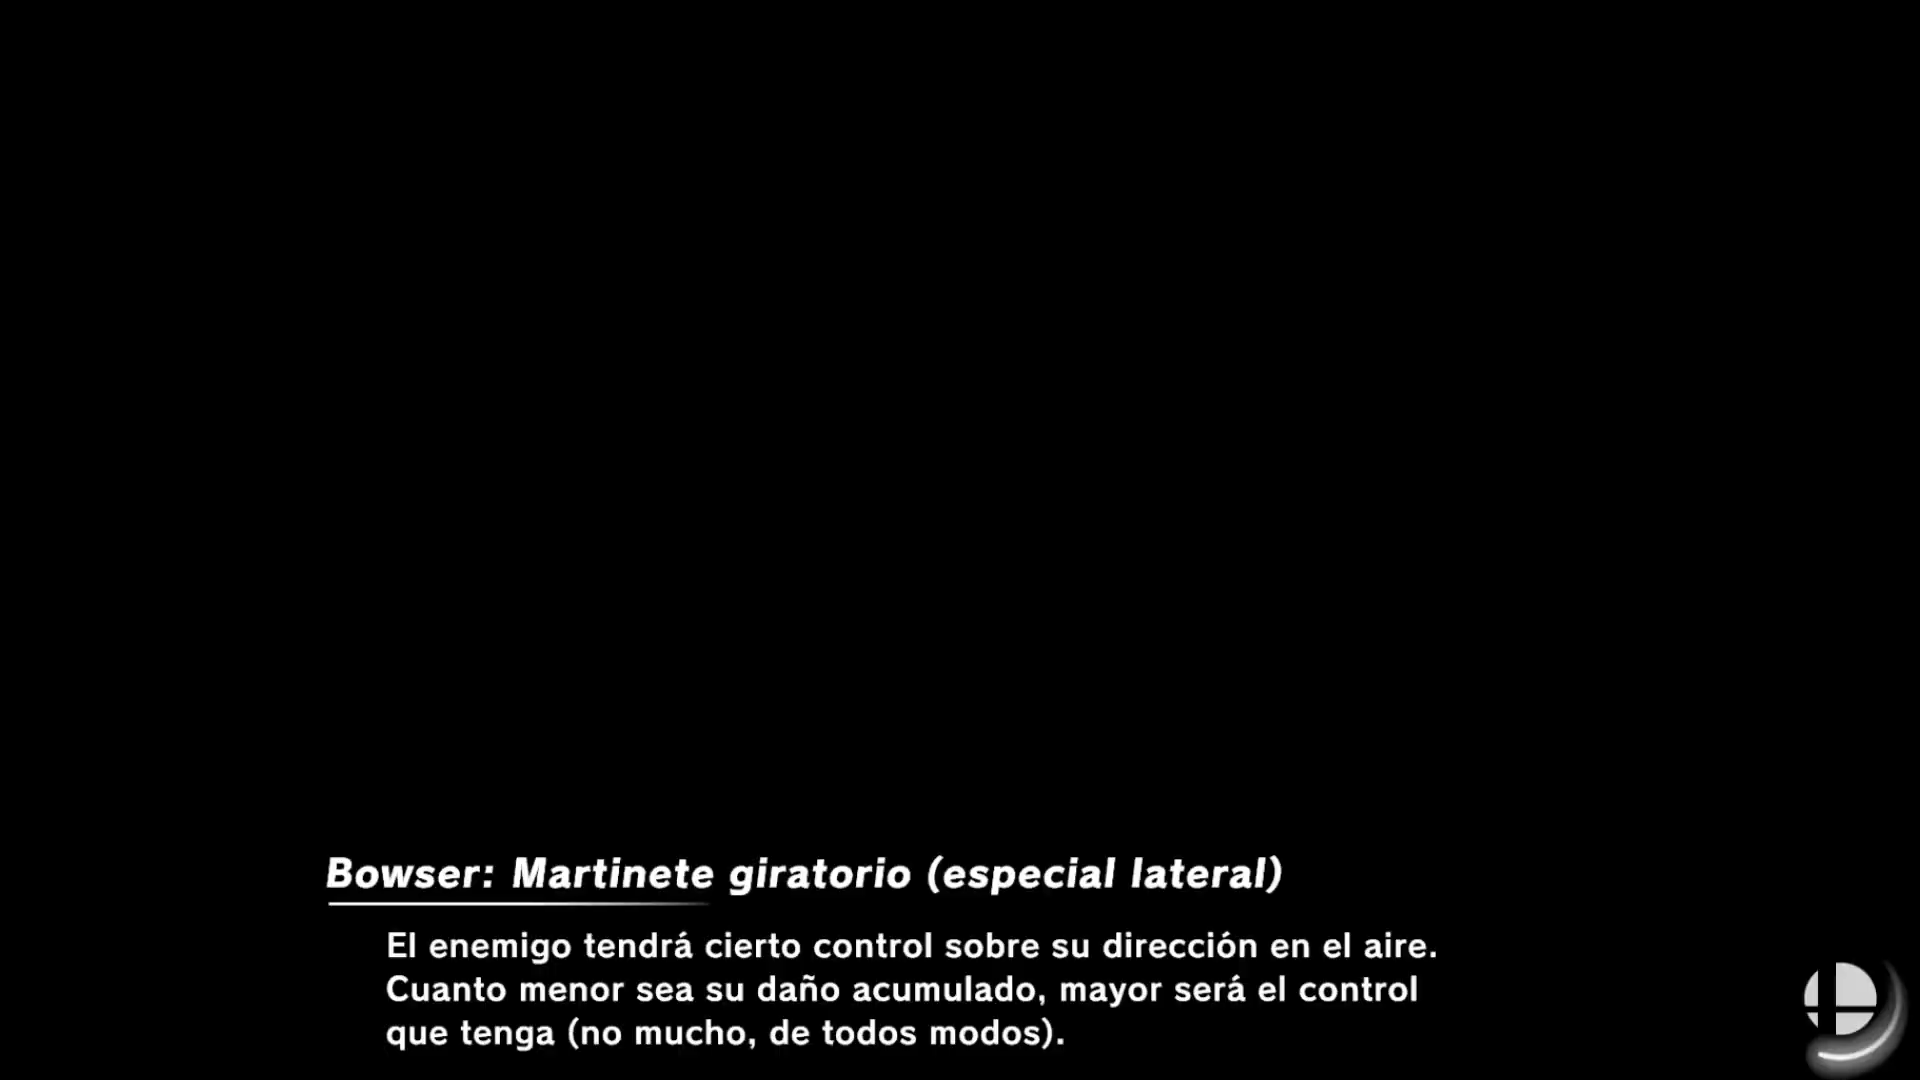 Bowser: Martinete giratorio (especial lateral)
El enemigo tendrá cierto control sobre su dirección en el aire.
Cuanto menor sea su daño acumulado, mayor será el control
que tenga (no mucho, de todos modos).